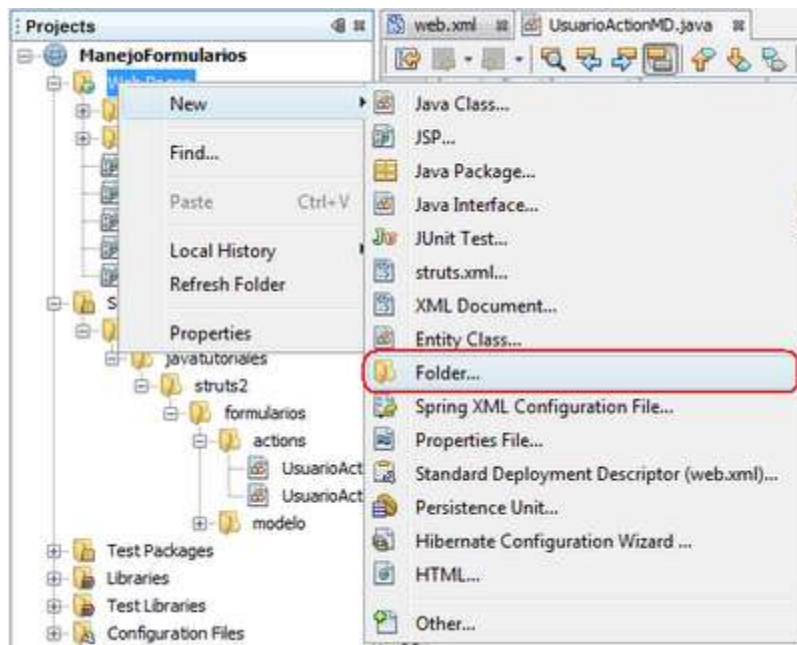 Projects
web.xml
UsuarioActionMD.java
ManejoFormularios
New
Find...
Paste Ctrl+V
Local History
Refresh Folder
Properties
Java Class...
JSP...
Java Package...
Java Interface...
JUnit Test...
struts.xml...
XML Document...
Entity Class...
Folder...
Spring XML Configuration File...
Properties File...
Standard Deployment Descriptor (web.xml)...
Persistence Unit...
Hibernate Configuration Wizard ...
HTML...
Other...
S
javatutoriales
struts2
formularios
actions
UsuarioAct
UsuarioAct
modelo
Test Packages
Libraries
Test Libraries
Configuration Files